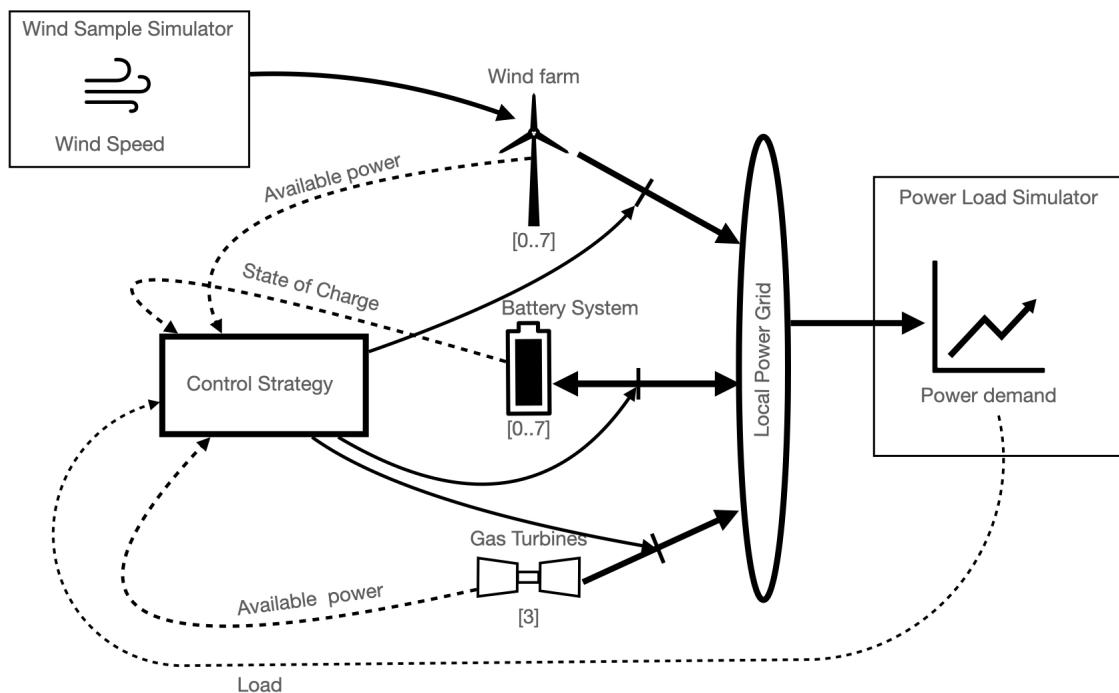 Wind Sample Simulator
Wind Speed
Wind farm
[0..7]
Available power
State of Charge
Battery System
[0..7]
Control Strategy
Gas Turbines
[3]
Available  power
Load
Local Power Grid
Power Load Simulator
Power demand